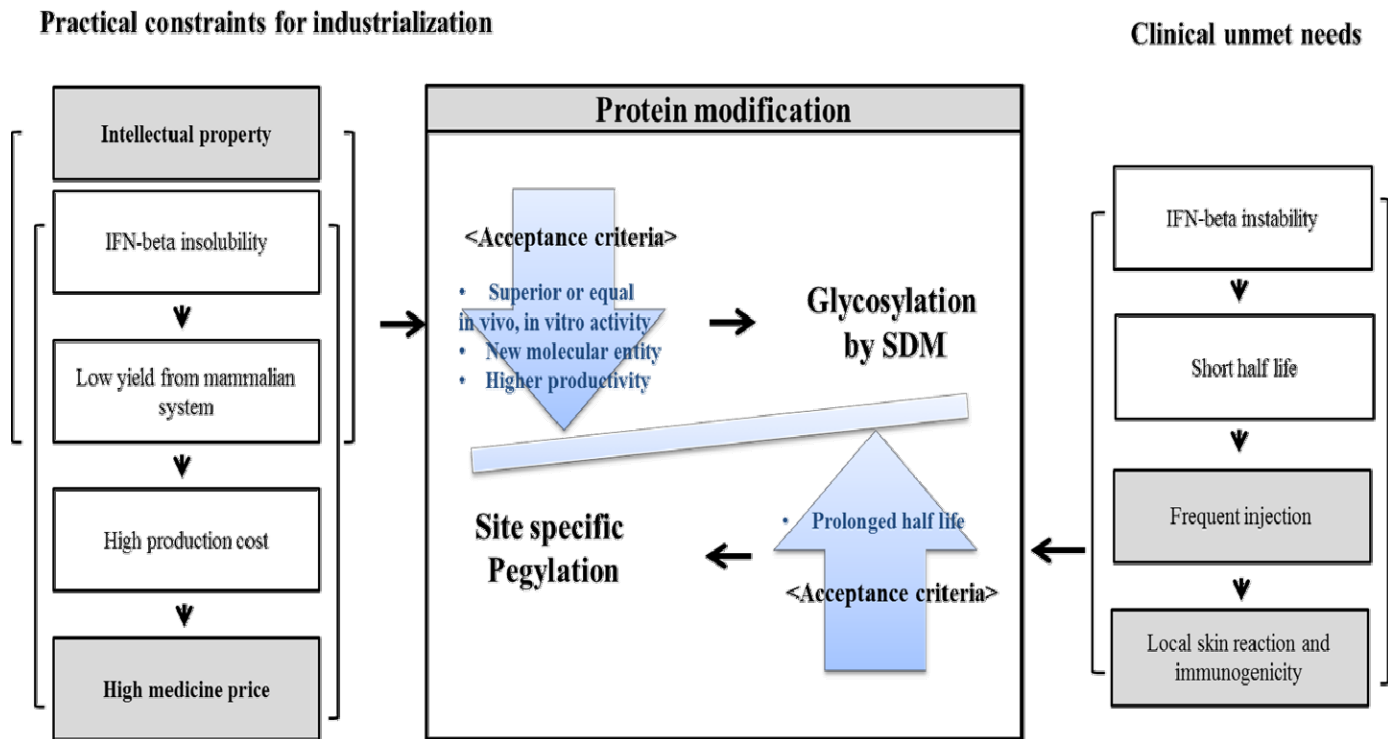 Practical constraints for industrialization
Clinical unmet needs
Intellectual property
IFN-beta insolubility
Low yield from mammalian
system
High production cost
High medicine price
Protein modification
<Acceptance criteria>
• Superior or equal
in vivo, in vitro activity
• New molecular entity
• Higher productivity
Glycosylation
by SDM
Site specific
Pegylation
• Prolonged half life
<Acceptance criteria>
IFN-beta instability
Short half life
Frequent injection
Local skin reaction and
immunogenicity